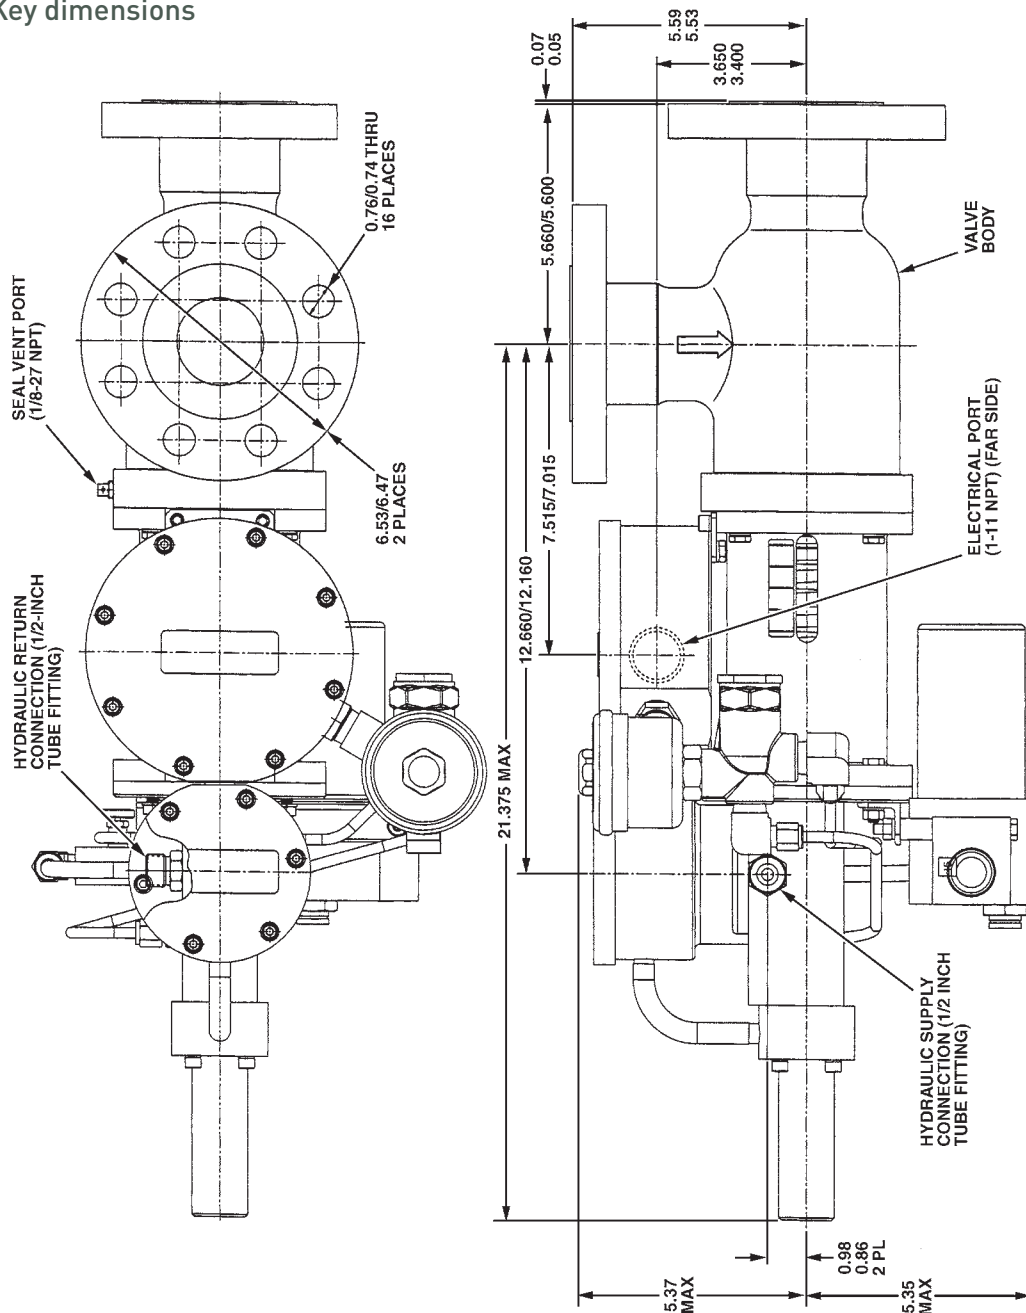 Key dimensions
SEAL VENT PORT
(1/8-27 NPT)
0.76/0.74 THRU
16 PLACES
6.53/6.47
2 PLACES
HYDRAULIC RETURN
CONNECTION (1/2-INCH
TUBE FITTING)
5.59
5.53
0.07
0.05
3.650
3.400
5.660/5.600
VALVE
BODY
7.515/7.015
12.660/12.160
21.375 MAX
ELECTRICAL PORT
(1-11 NPT) (FAR SIDE)
HYDRAULIC SUPPLY
CONNECTION (1/2 INCH
TUBE FITTING)
0.98
0.86
2 PL
5.37
MAX
5.35
MAX